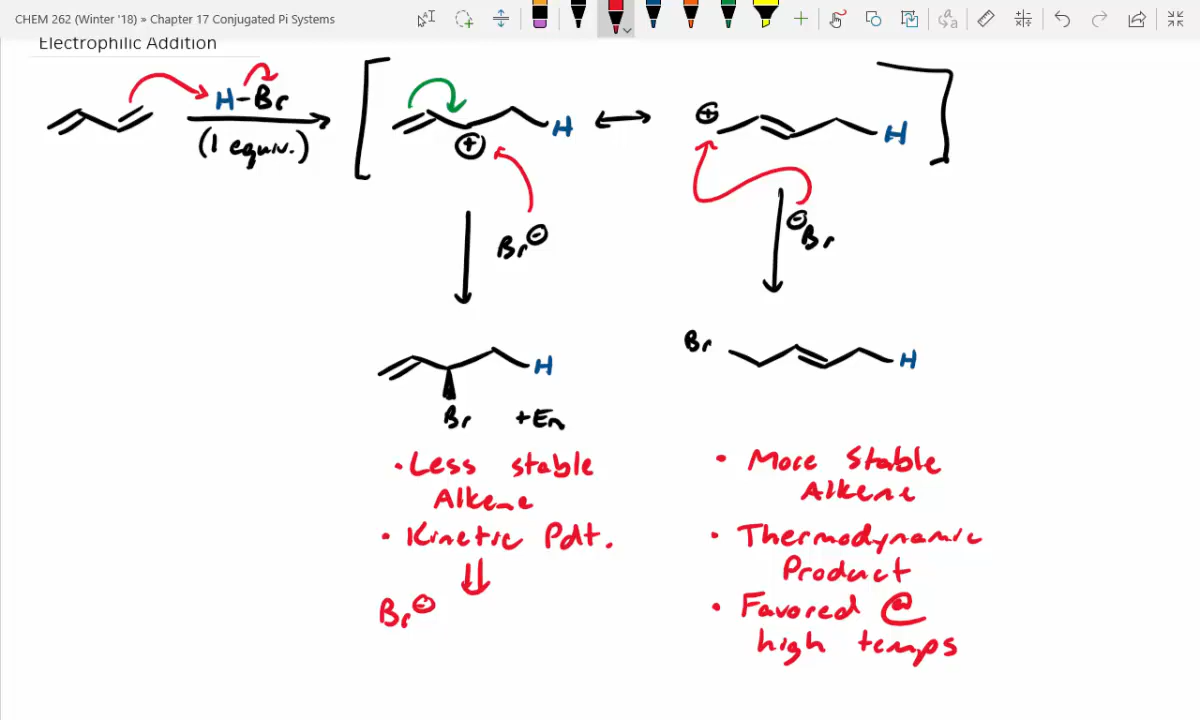 CHEM 262 (Winter '18) » Chapter 17 Conjugated Pi Systems
Electrophilic Addition
H-Br
(1 equiv.)
H
⊕
⊕
H
Br⊖
⊖Br
H
Br +En
Br
H
• Less stable
Alkene
• Kinetic Pdt.
⇓
Br⊖
• More Stable
Alkene
• Thermodynamic
Product
• Favored @
high temps